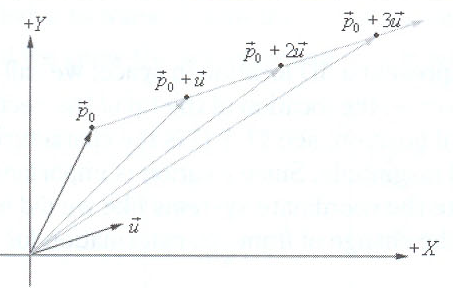 +Y
p⃗₀ + 3u⃗
p⃗₀ + 2u⃗
p⃗₀ + u⃗
p⃗₀
u⃗
+X